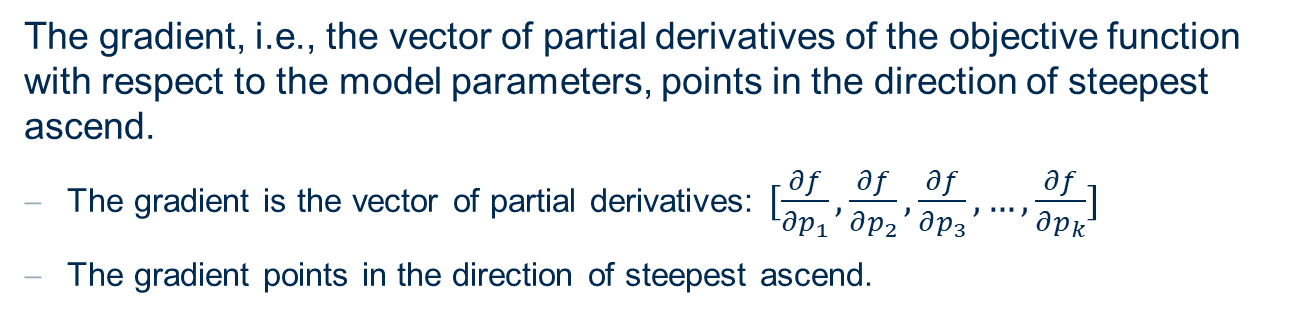 The gradient, i.e., the vector of partial derivatives of the objective function
with respect to the model parameters, points in the direction of steepest
ascend.
– The gradient is the vector of partial derivatives: [∂f/∂p₁, ∂f/∂p₂, ∂f/∂p₃, …, ∂f/∂pₖ]
– The gradient points in the direction of steepest ascend.